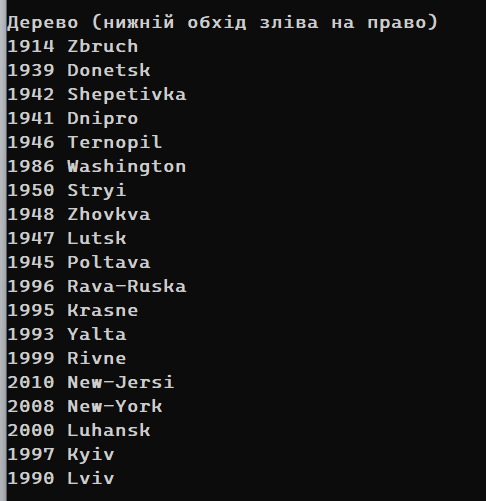 Дерево (нижній обхід зліва на право)
1914 Zbruch
1939 Donetsk
1942 Shepetivka
1941 Dnipro
1946 Ternopil
1986 Washington
1950 Stryi
1948 Zhovkva
1947 Lutsk
1945 Poltava
1996 Rava-Ruska
1995 Krasne
1993 Yalta
1999 Rivne
2010 New-Jersi
2008 New-York
2000 Luhansk
1997 Kyiv
1990 Lviv